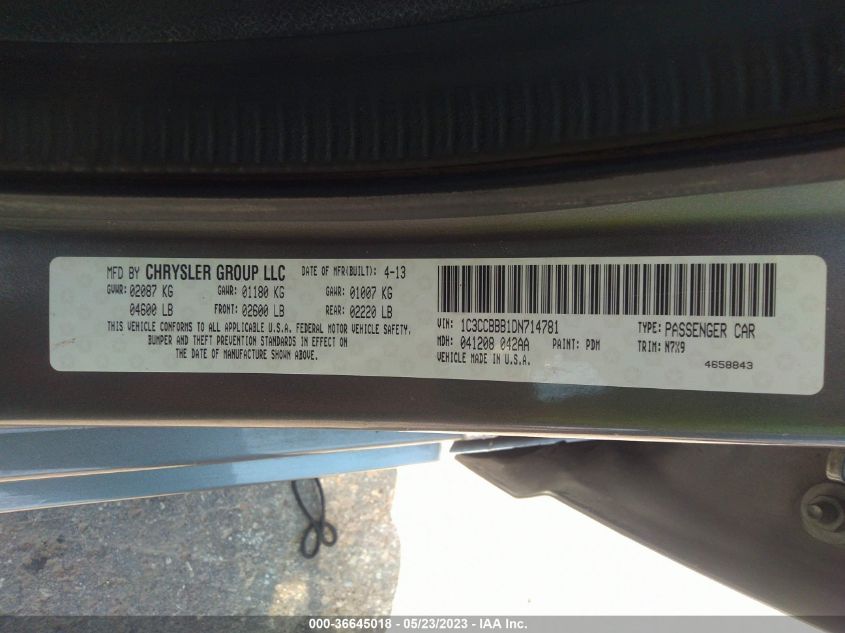 MFD BY CHRYSLER GROUP LLC DATE OF MFR(BUILT): 4-13
GVWR: 02087 KG GAWR: 01180 KG GAWR: 01007 KG
04600 LB FRONT: 02600 LB REAR: 02220 LB
THIS VEHICLE CONFORMS TO ALL APPLICABLE U.S.A. FEDERAL MOTOR VEHICLE SAFETY,
BUMPER AND THEFT PREVENTION STANDARDS IN EFFECT ON
THE DATE OF MANUFACTURE SHOWN ABOVE.
VIN: 1C3CCBBB1DN714781 TYPE: PASSENGER CAR
MDH: 041208 042AA PAINT: PDM TRIM: N7X9
VEHICLE MADE IN U.S.A. 4658843
000-36645018 - 05/23/2023 - COPYRIGHT © IAA, LLC.